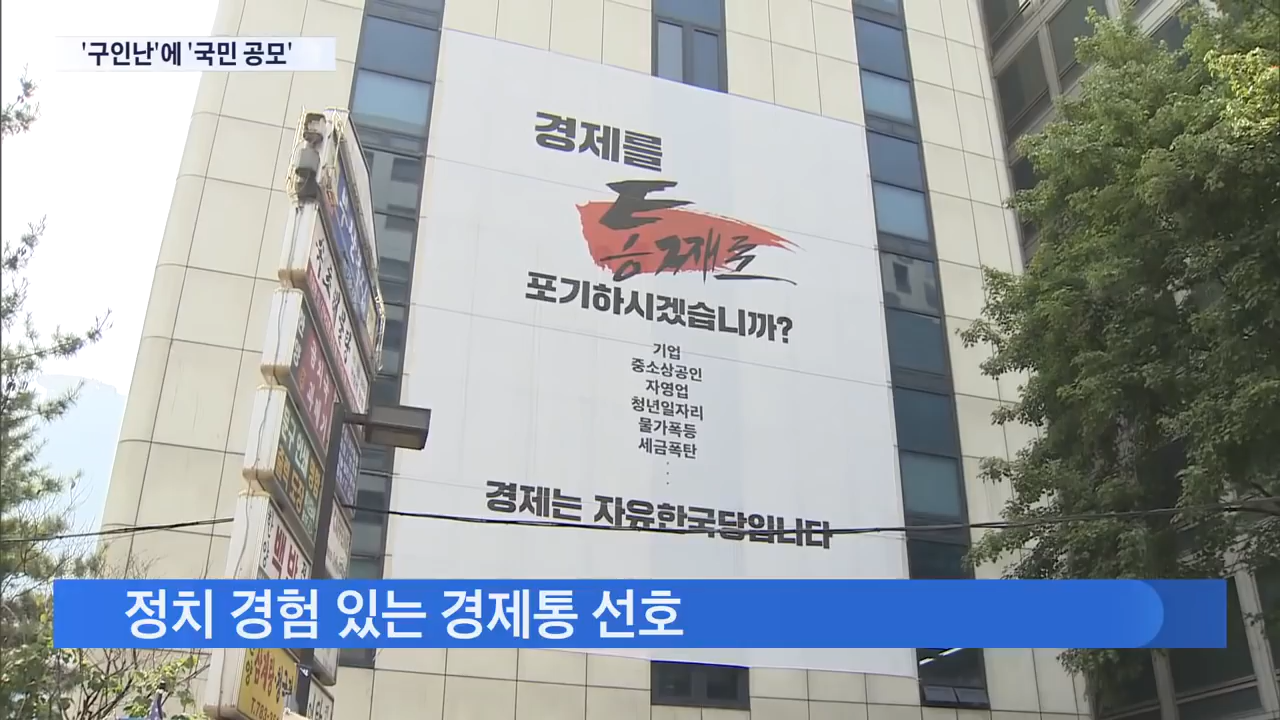 '구인난'에 '국민 공모'
경제를
통째로
포기하시겠습니까?
기업
중소상공인
자영업
청년일자리
물가폭등
세금폭탄
경제는 자유한국당입니다
정치 경험 있는 경제통 선호